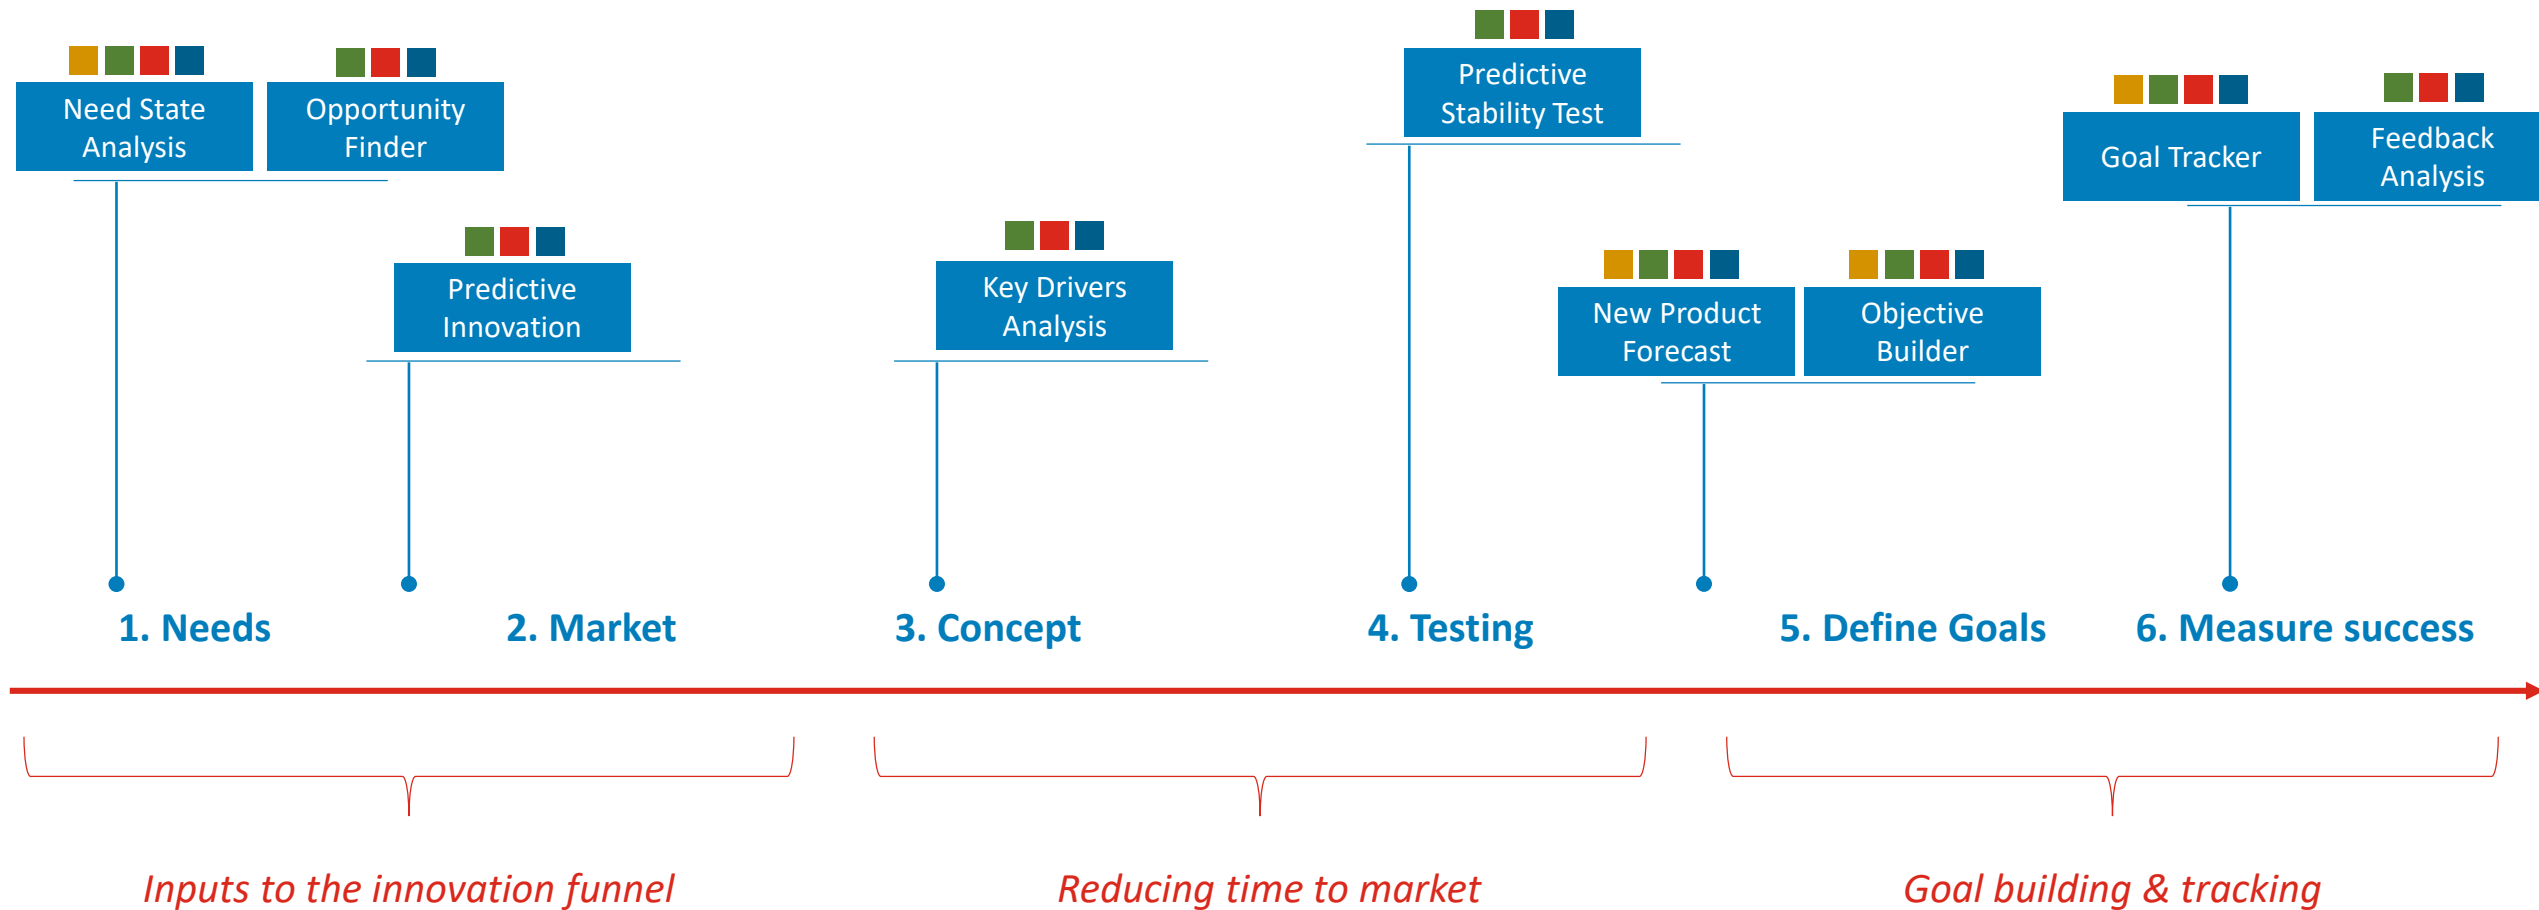 Need State
Analysis
Opportunity
Finder
Predictive
Innovation
Key Drivers
Analysis
Predictive
Stability Test
New Product
Forecast
Objective
Builder
Goal Tracker
Feedback
Analysis
1. Needs
2. Market
3. Concept
4. Testing
5. Define Goals
6. Measure success
Inputs to the innovation funnel
Reducing time to market
Goal building & tracking